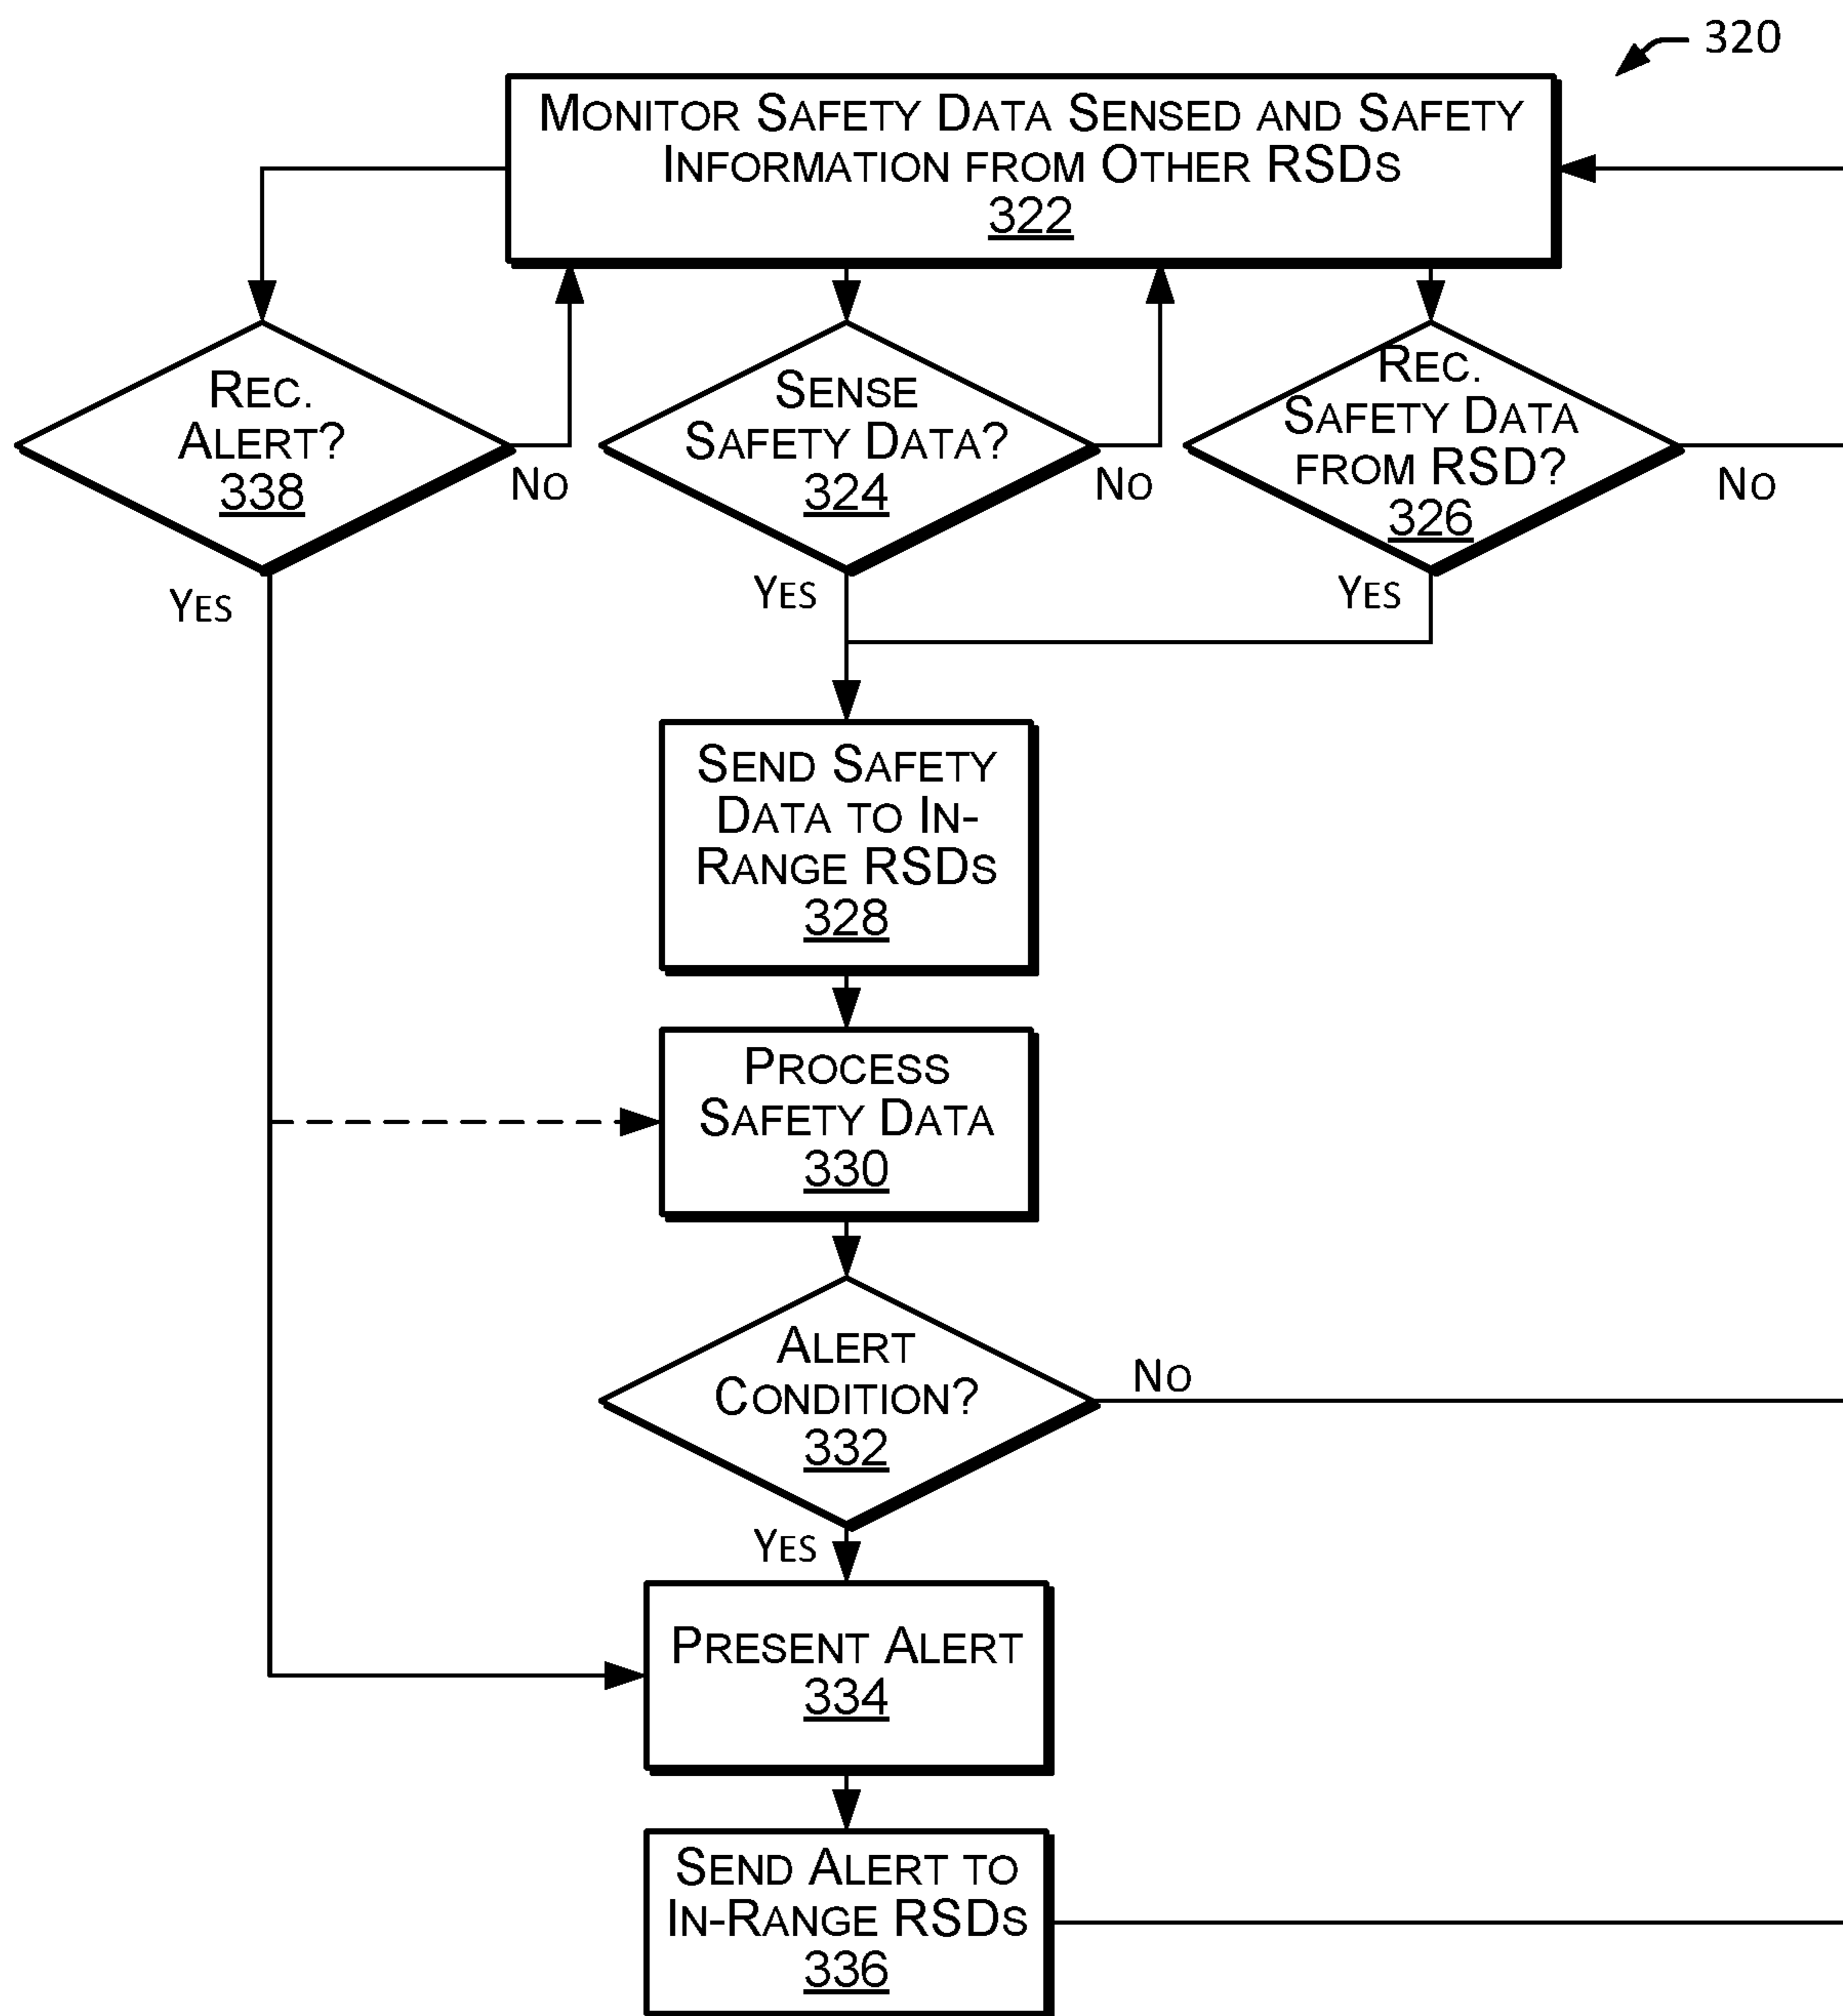 320
MONITOR SAFETY DATA SENSED AND SAFETY
INFORMATION FROM OTHER RSDS
322
REC.
ALERT?
338
NO
SENSE
SAFETY DATA?
324
NO
REC.
SAFETY DATA
FROM RSD?
326
NO
YES
YES
YES
SEND SAFETY
DATA TO IN-
RANGE RSDS
328
PROCESS
SAFETY DATA
330
ALERT
CONDITION?
332
NO
YES
PRESENT ALERT
334
SEND ALERT TO
IN-RANGE RSDS
336